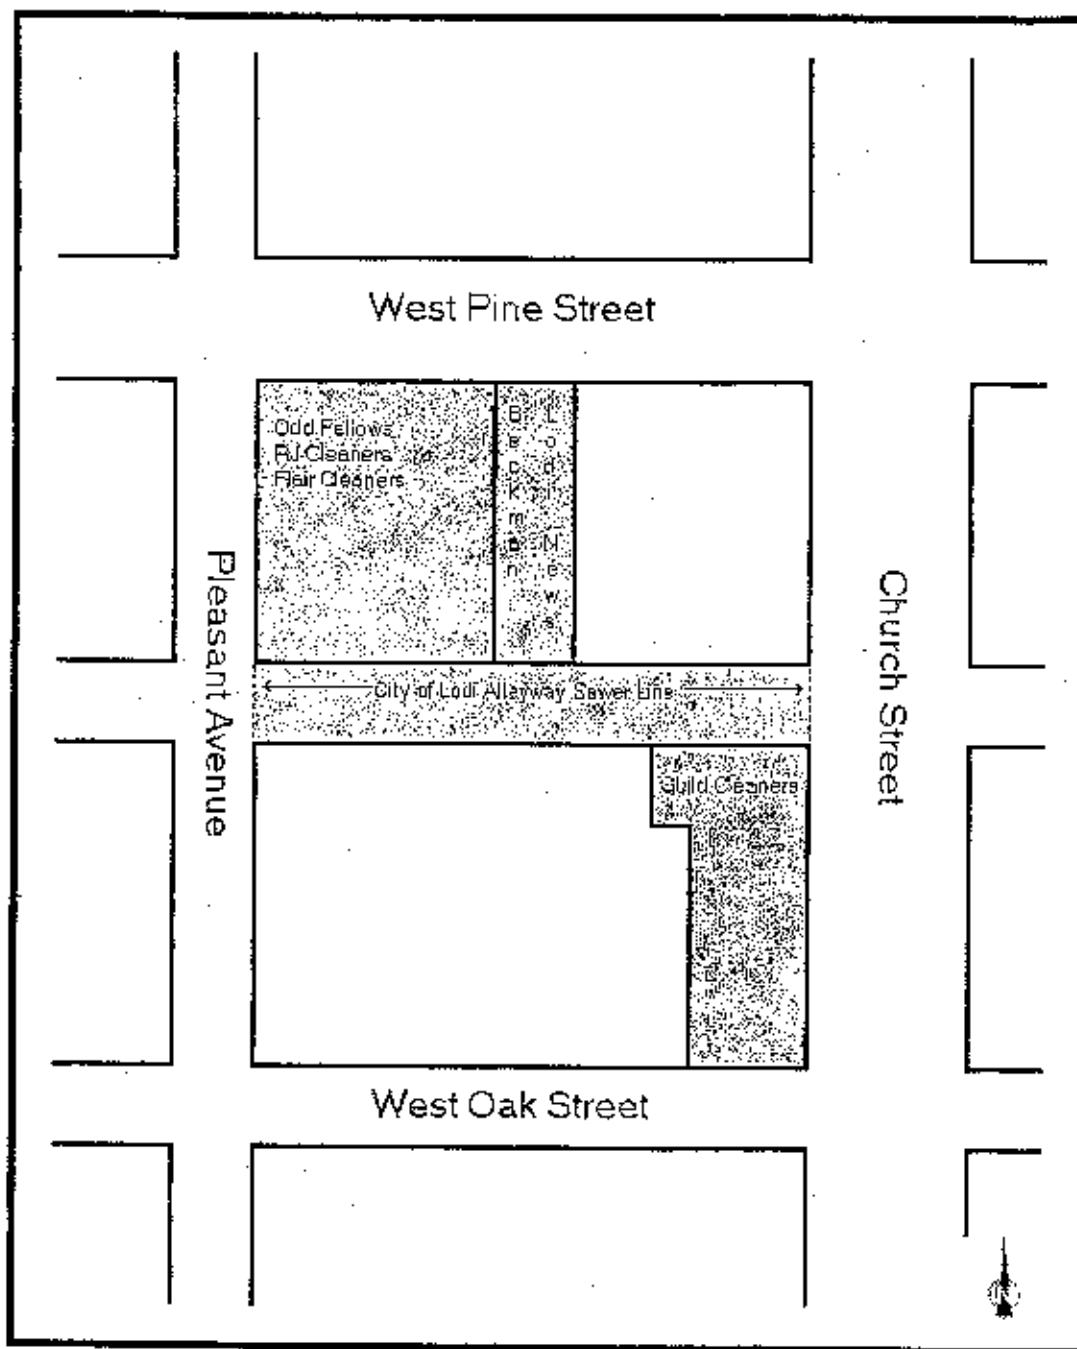 West Pine Street
Odd Fellows
RJ Cleaners
Flair Cleaners
Beckman
Lodi News
Pleasant Avenue
Church Street
City of Lodi Alleyway Sewer Line
Guild Cleaners
West Oak Street
N